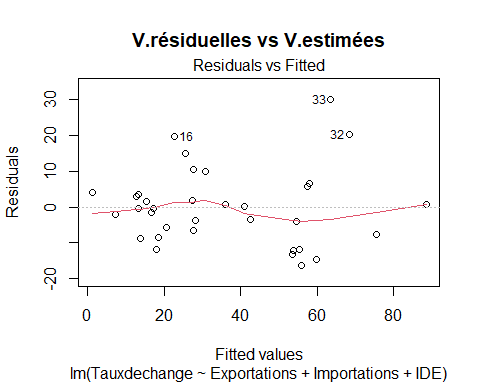 V.résiduelles vs V.estimées
Residuals vs Fitted
30
20
10
0
-20
Residuals
33
32
16
0
20
40
60
80
Fitted values
lm(Tauxdechange ~ Exportations + Importations + IDE)